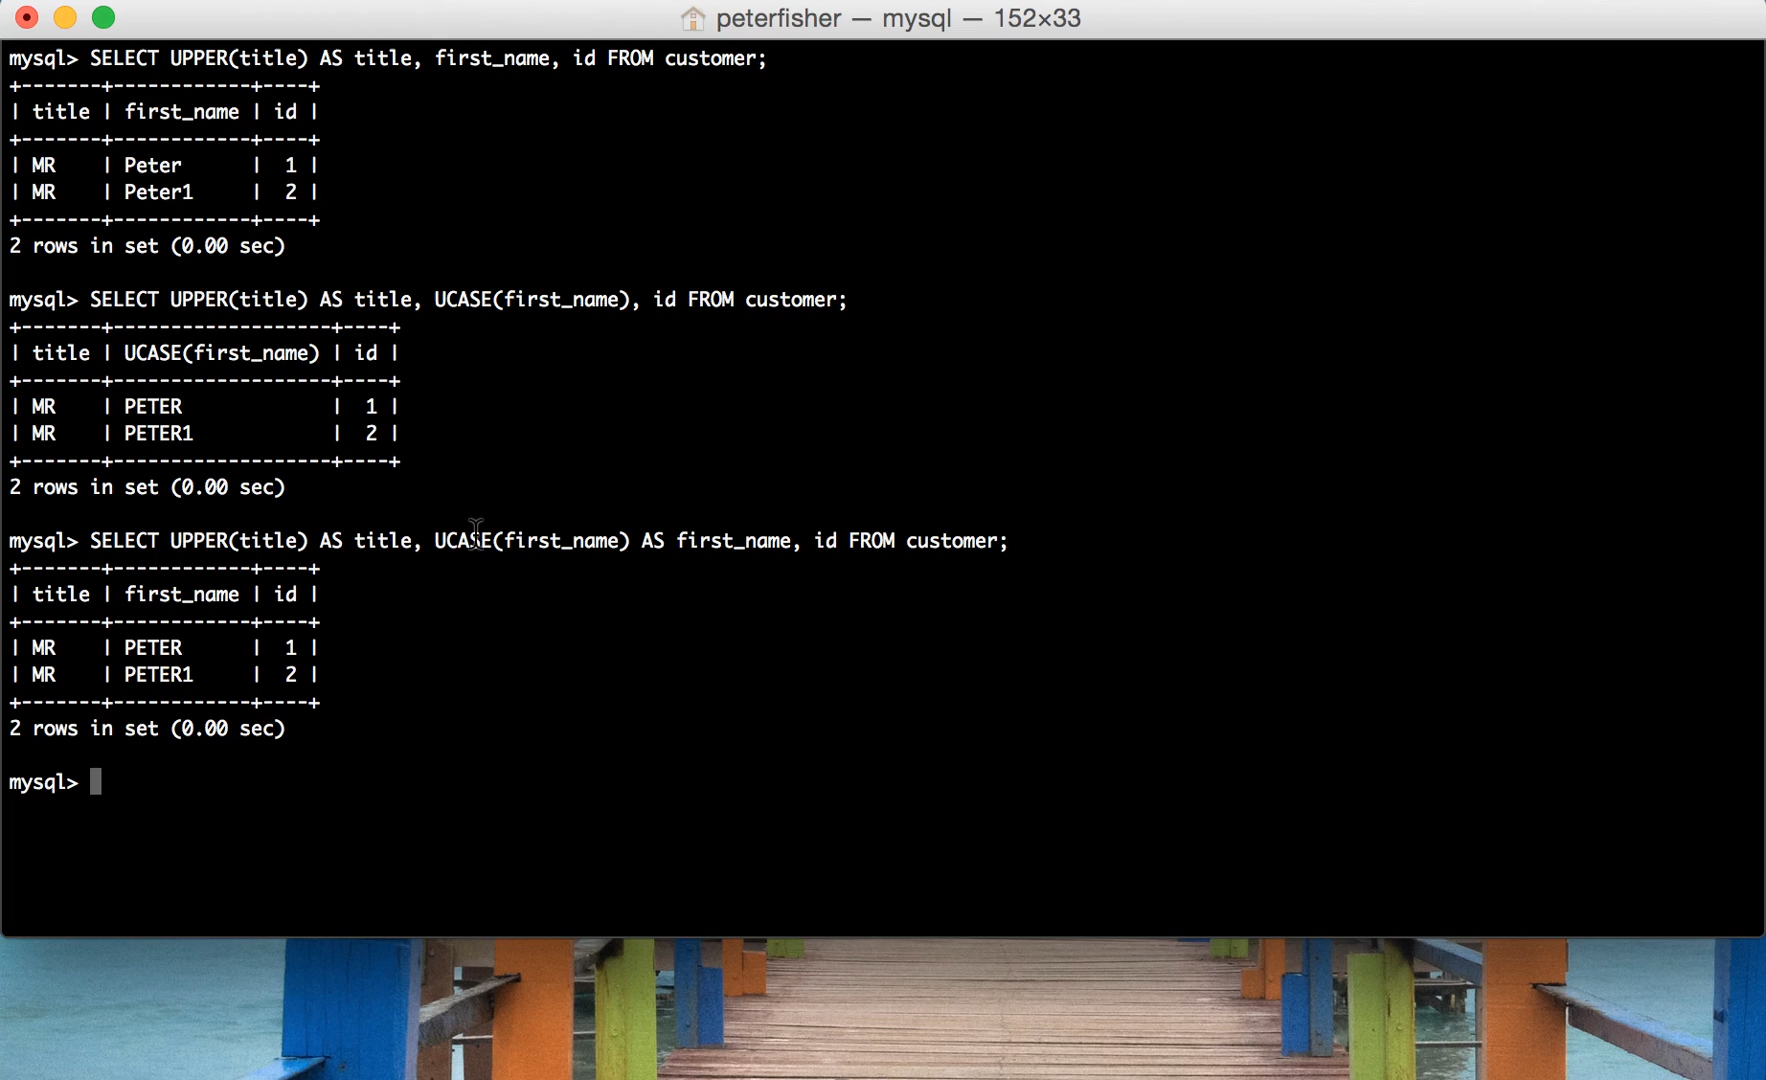 peterfisher — mysql — 152×33
mysql> SELECT UPPER(title) AS title, first_name, id FROM customer;
+-------+------------+----+
| title | first_name | id |
+-------+------------+----+
| MR    | Peter      |  1 |
| MR    | Peter1     |  2 |
+-------+------------+----+
2 rows in set (0.00 sec)
mysql> SELECT UPPER(title) AS title, UCASE(first_name), id FROM customer;
+-------+-------------------+----+
| title | UCASE(first_name) | id |
+-------+-------------------+----+
| MR    | PETER             |  1 |
| MR    | PETER1            |  2 |
+-------+-------------------+----+
2 rows in set (0.00 sec)
mysql> SELECT UPPER(title) AS title, UCASE(first_name) AS first_name, id FROM customer;
+-------+------------+----+
| title | first_name | id |
+-------+------------+----+
| MR    | PETER      |  1 |
| MR    | PETER1     |  2 |
+-------+------------+----+
2 rows in set (0.00 sec)
mysql>